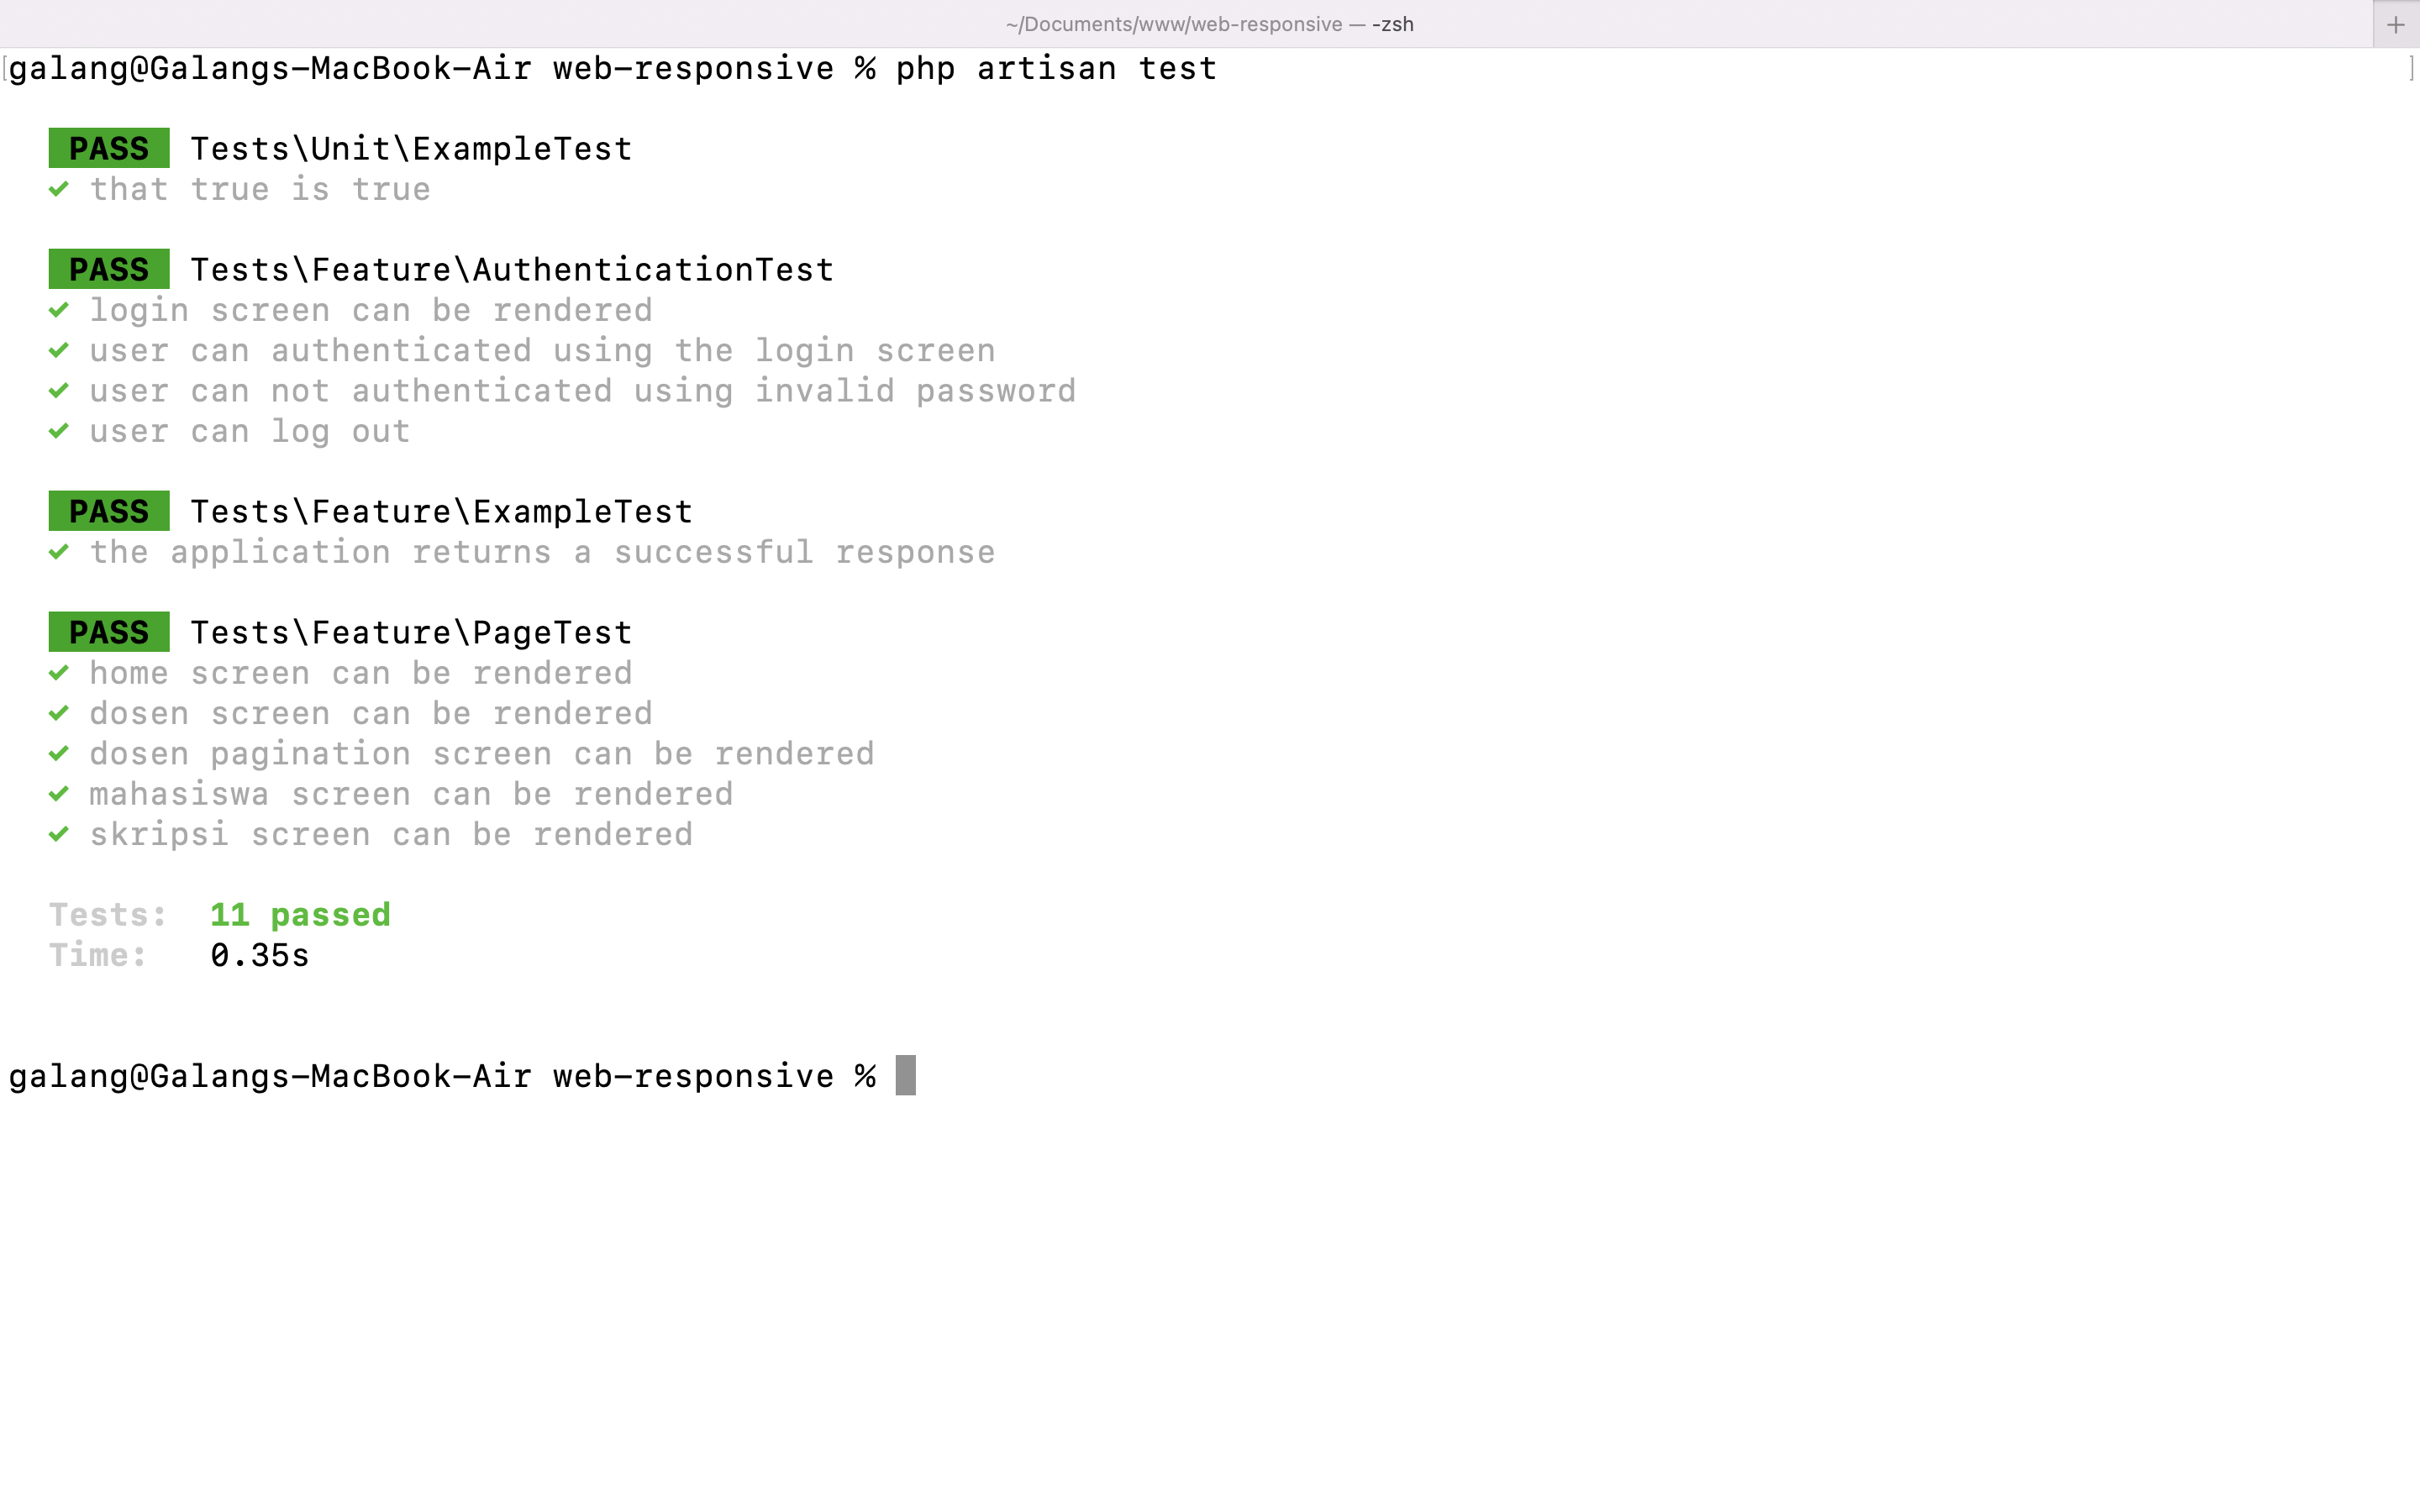 ~/Documents/www/web-responsive — -zsh
galang@Galangs-MacBook-Air web-responsive % php artisan test
PASS Tests\Unit\ExampleTest
✓ that true is true
PASS Tests\Feature\AuthenticationTest
✓ login screen can be rendered
✓ user can authenticated using the login screen
✓ user can not authenticated using invalid password
✓ user can log out
PASS Tests\Feature\ExampleTest
✓ the application returns a successful response
PASS Tests\Feature\PageTest
✓ home screen can be rendered
✓ dosen screen can be rendered
✓ dosen pagination screen can be rendered
✓ mahasiswa screen can be rendered
✓ skripsi screen can be rendered
Tests: 11 passed
Time: 0.35s
galang@Galangs-MacBook-Air web-responsive %